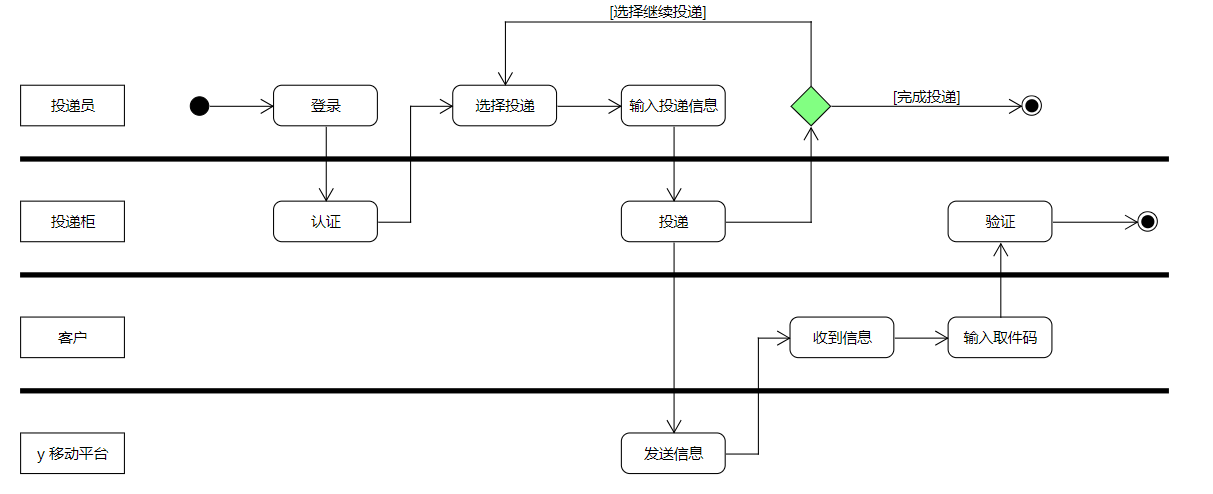 [选择继续投递]
投递员
登录
选择投递
输入投递信息
[完成投递]
投递柜
认证
投递
验证
客户
收到信息
输入取件码
y 移动平台
发送信息